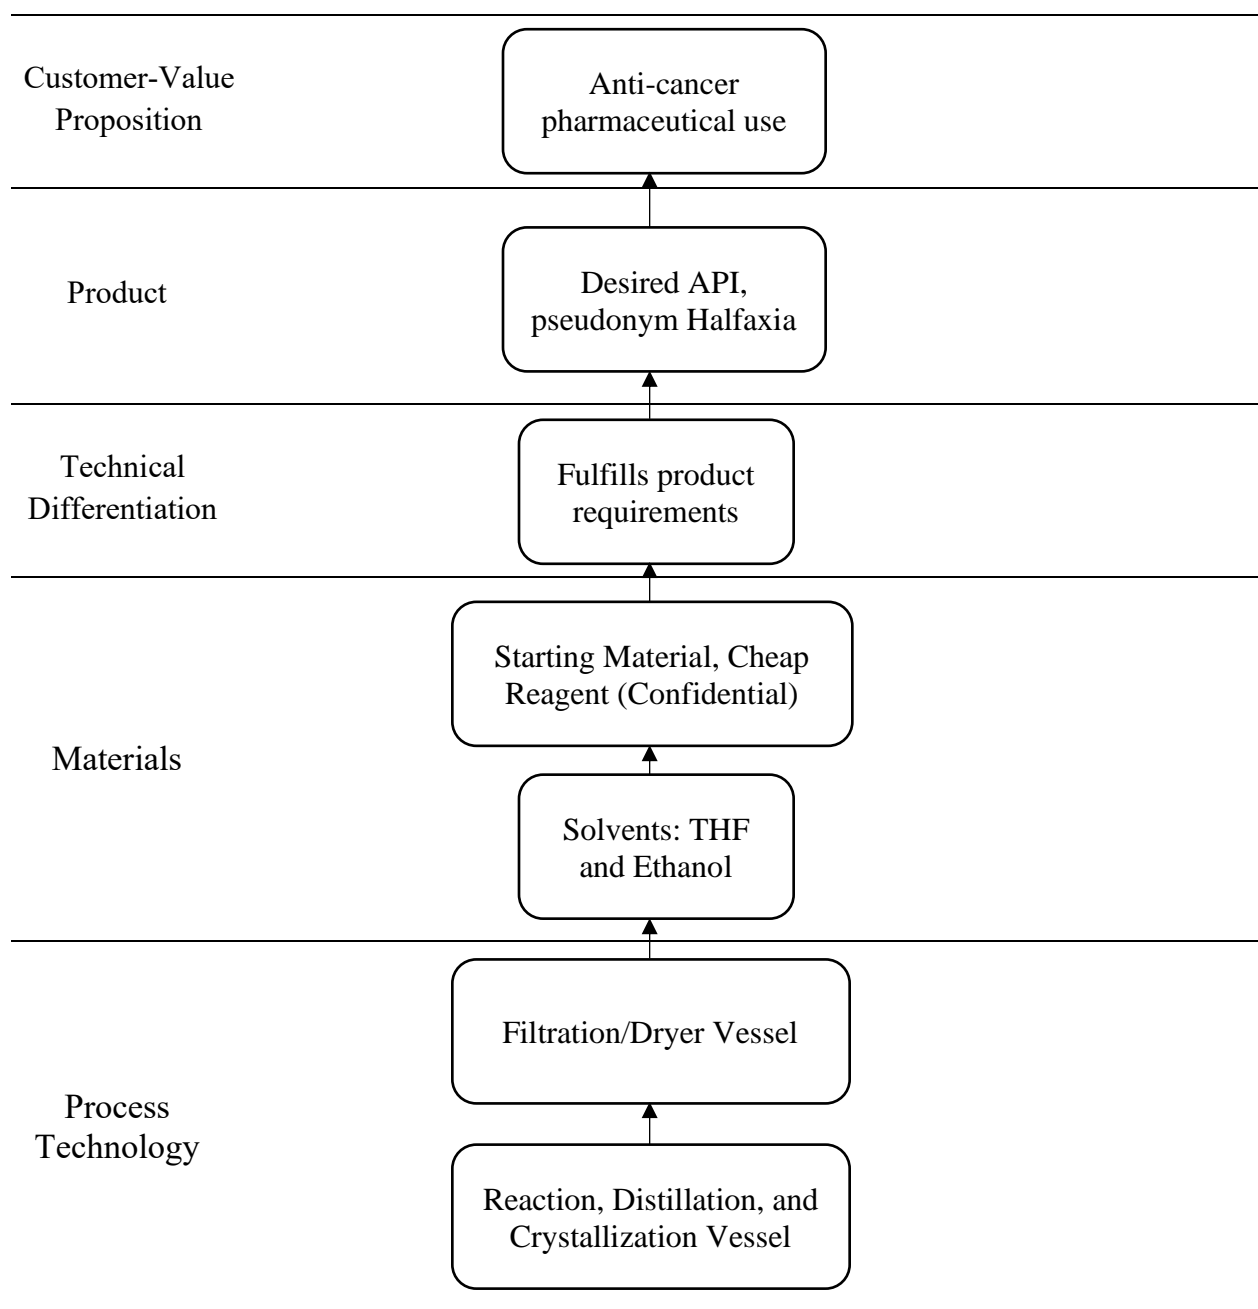 Customer-Value
Proposition
Anti-cancer
pharmaceutical use
Product
Desired API,
pseudonym Halfaxia
Technical
Differentiation
Fulfills product
requirements
Materials
Starting Material, Cheap
Reagent (Confidential)
Solvents: THF
and Ethanol
Process
Technology
Filtration/Dryer Vessel
Reaction, Distillation, and
Crystallization Vessel